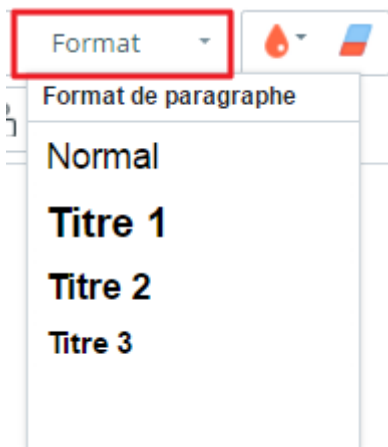 Format
Format de paragraphe
Normal
Titre 1
Titre 2
Titre 3